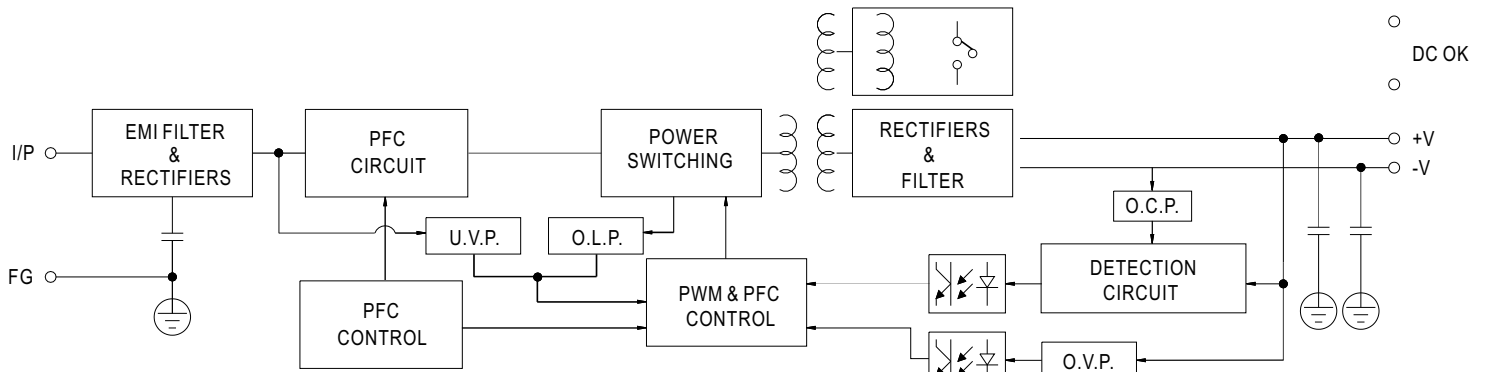 DC OK
EMI FILTER
&
RECTIFIERS
PFC
CIRCUIT
POWER
SWITCHING
RECTIFIERS
&
FILTER
I/P
+V
-V
O.C.P.
U.V.P.
O.L.P.
FG
PFC
CONTROL
PWM & PFC
CONTROL
DETECTION
CIRCUIT
O.V.P.